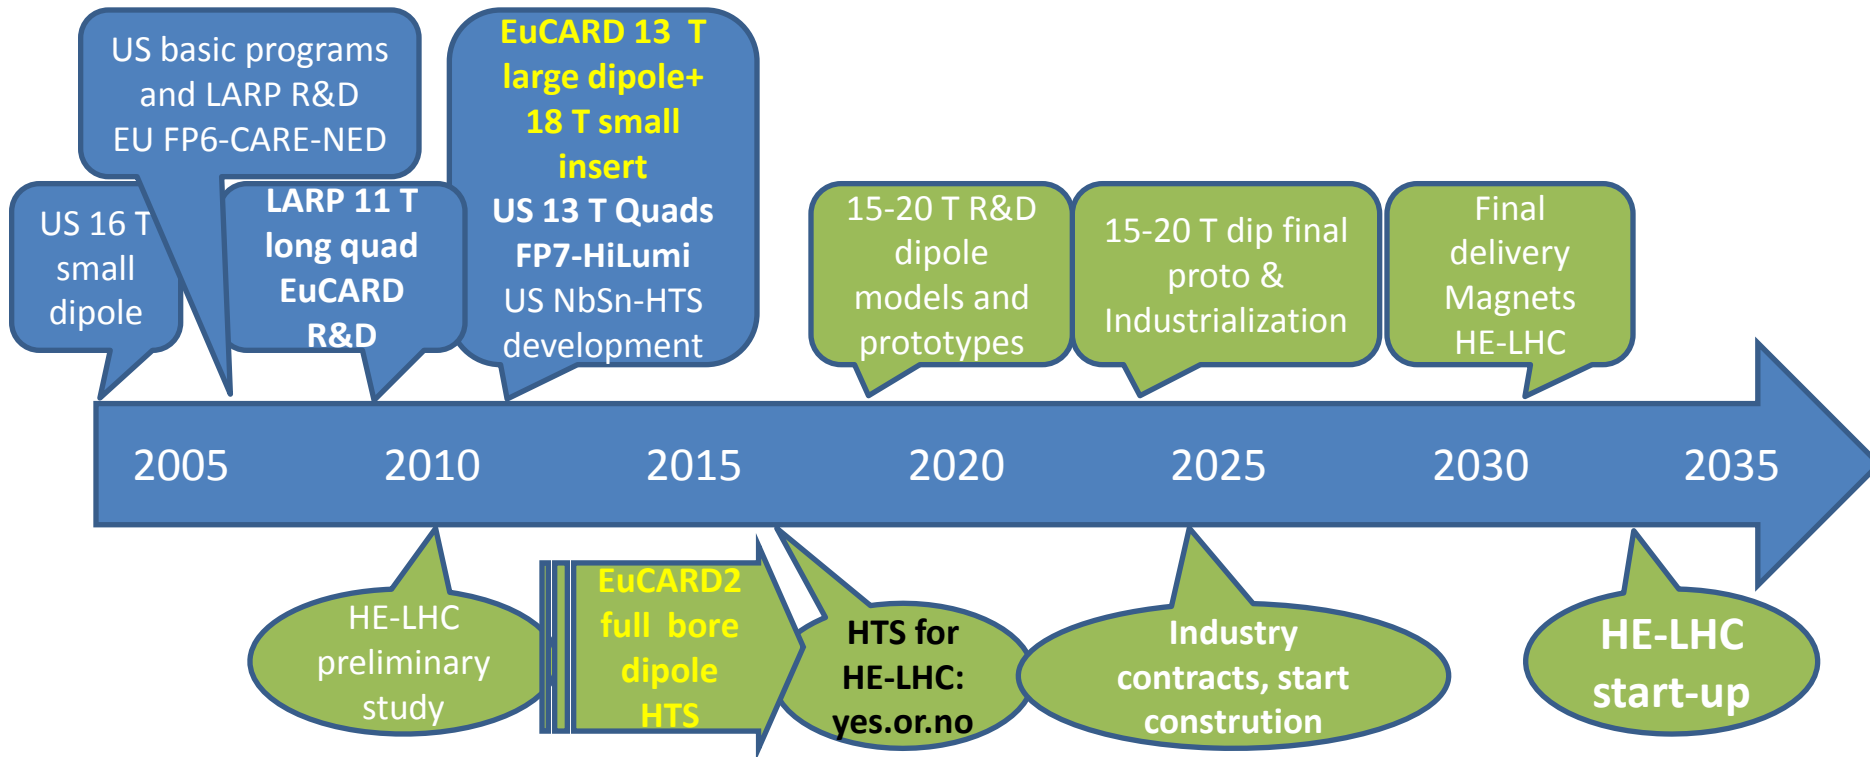 US basic programs
and LARP R&D
EU FP6-CARE-NED
EuCARD 13 T
large dipole+
18 T small
insert
US 13 T Quads
FP7-HiLumi
US NbSn-HTS
development
US 16 T
small
dipole
LARP 11 T
long quad
EuCARD
R&D
15-20 T R&D
dipole
models and
prototypes
15-20 T dip final
proto &
Industrialization
Final
delivery
Magnets
HE-LHC
2005 2010 2015 2020 2025 2030 2035
HE-LHC
preliminary
study
EuCARD2
full bore
dipole
HTS
HTS for
HE-LHC:
yes.or.no
Industry
contracts, start
constrution
HE-LHC
start-up